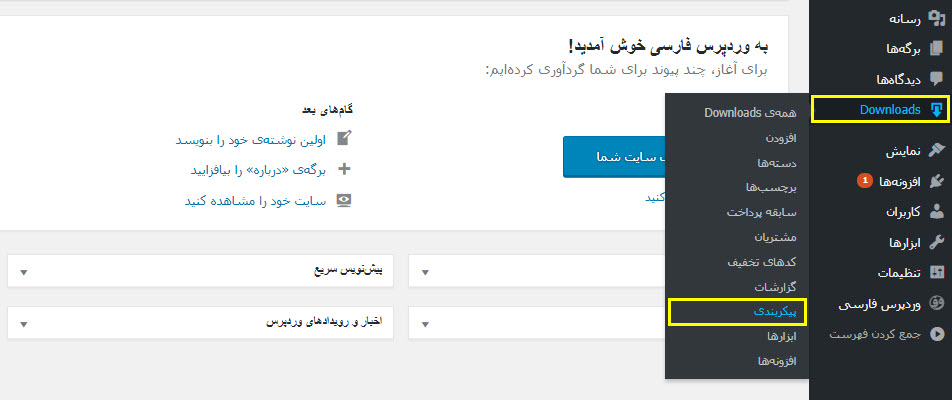 رسانه
برگه‌ها
دیدگاه‌ها
Downloads
نمایش
افزونه‌ها 1
کاربران
ابزارها
تنظیمات
وردپرس فارسی
جمع کردن فهرست
همه‌ی Downloads
افزودن
دسته‌ها
برچسب‌ها
سابقه پرداخت
مشتریان
کدهای تخفیف
گزارشات
پیکربندی
ابزارها
افزونه‌ها
به وردپرس فارسی خوش آمدید!
برای آغاز، چند پیوند برای شما گردآوری کرده‌ایم:
سایت شما
کنید
گام‌های بعد
اولین نوشته‌ی خود را بنویسد
برگه‌ی «درباره» را بیافزایید
سایت خود را مشاهده کنید
پیش‌نویس سریع
اخبار و رویدادهای وردپرس